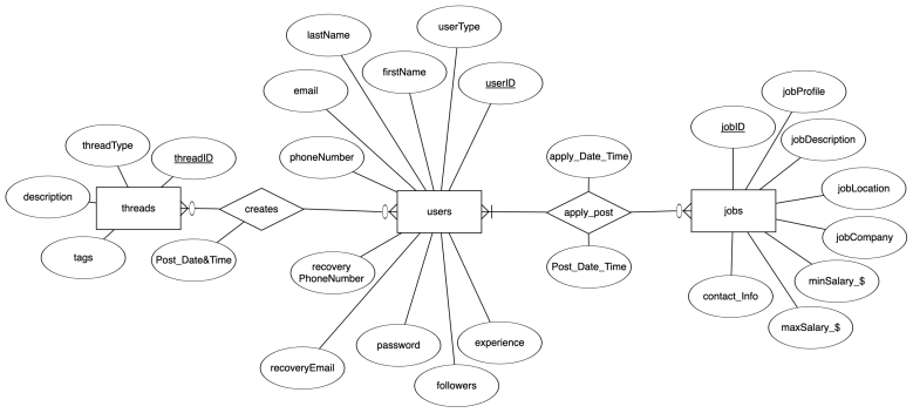 lastName
userType
firstName
userID
email
phoneNumber
threadType
threadID
description
threads
tags
creates
Post_Date&Time
users
recovery
PhoneNumber
recoveryEmail
password
followers
experience
apply_Date_Time
apply_post
Post_Date_Time
jobs
jobID
jobProfile
jobDescription
jobLocation
jobCompany
minSalary_$
maxSalary_$
contact_Info